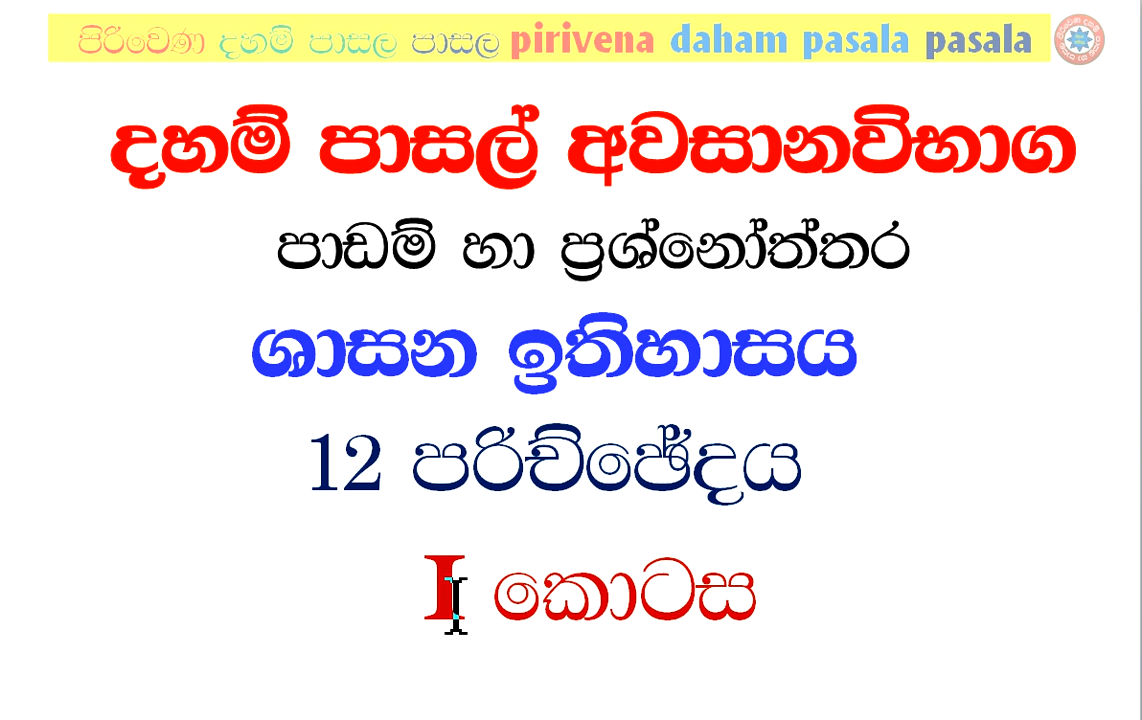 පිරිවෙණ දහම් පාසල පාසල pirivena daham pasala pasala
දහම් පාසල් අවසානවිභාග
පාඩම් හා ප්‍රශ්නෝත්තර
ශාසන ඉතිහාසය
12 පරිච්ඡේදය
I කොටස